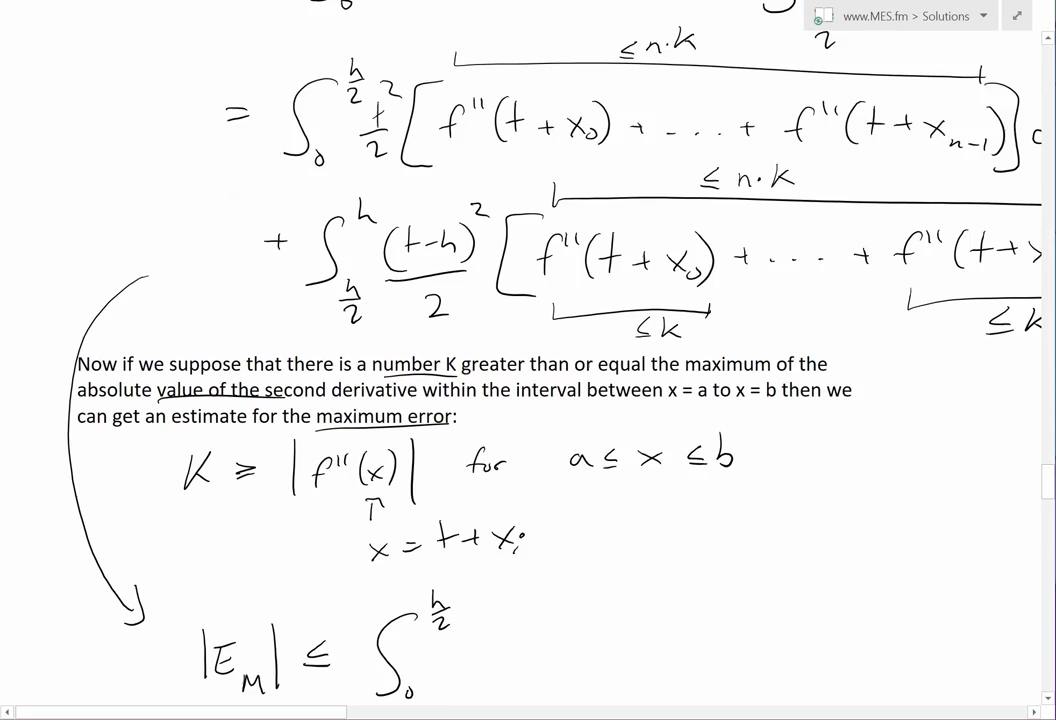 www.MES.fm > Solutions
2
≤ n·k
= ∫₀^(h/2) t²/2 [f''(t + x₀) + ... + f''(t + xₙ₋₁)]
≤ n·k
+ ∫_(h/2)^h (t-h)²/2 [f''(t + x₀) + ... + f''(t +
≤ k ≤ k
Now if we suppose that there is a number K greater than or equal the maximum of the
absolute value of the second derivative within the interval between x = a to x = b then we
can get an estimate for the maximum error:
K ≥ |f''(x)| for a ≤ x ≤ b
↑
x = t + xᵢ
|E_M| ≤ ∫₀^(h/2)